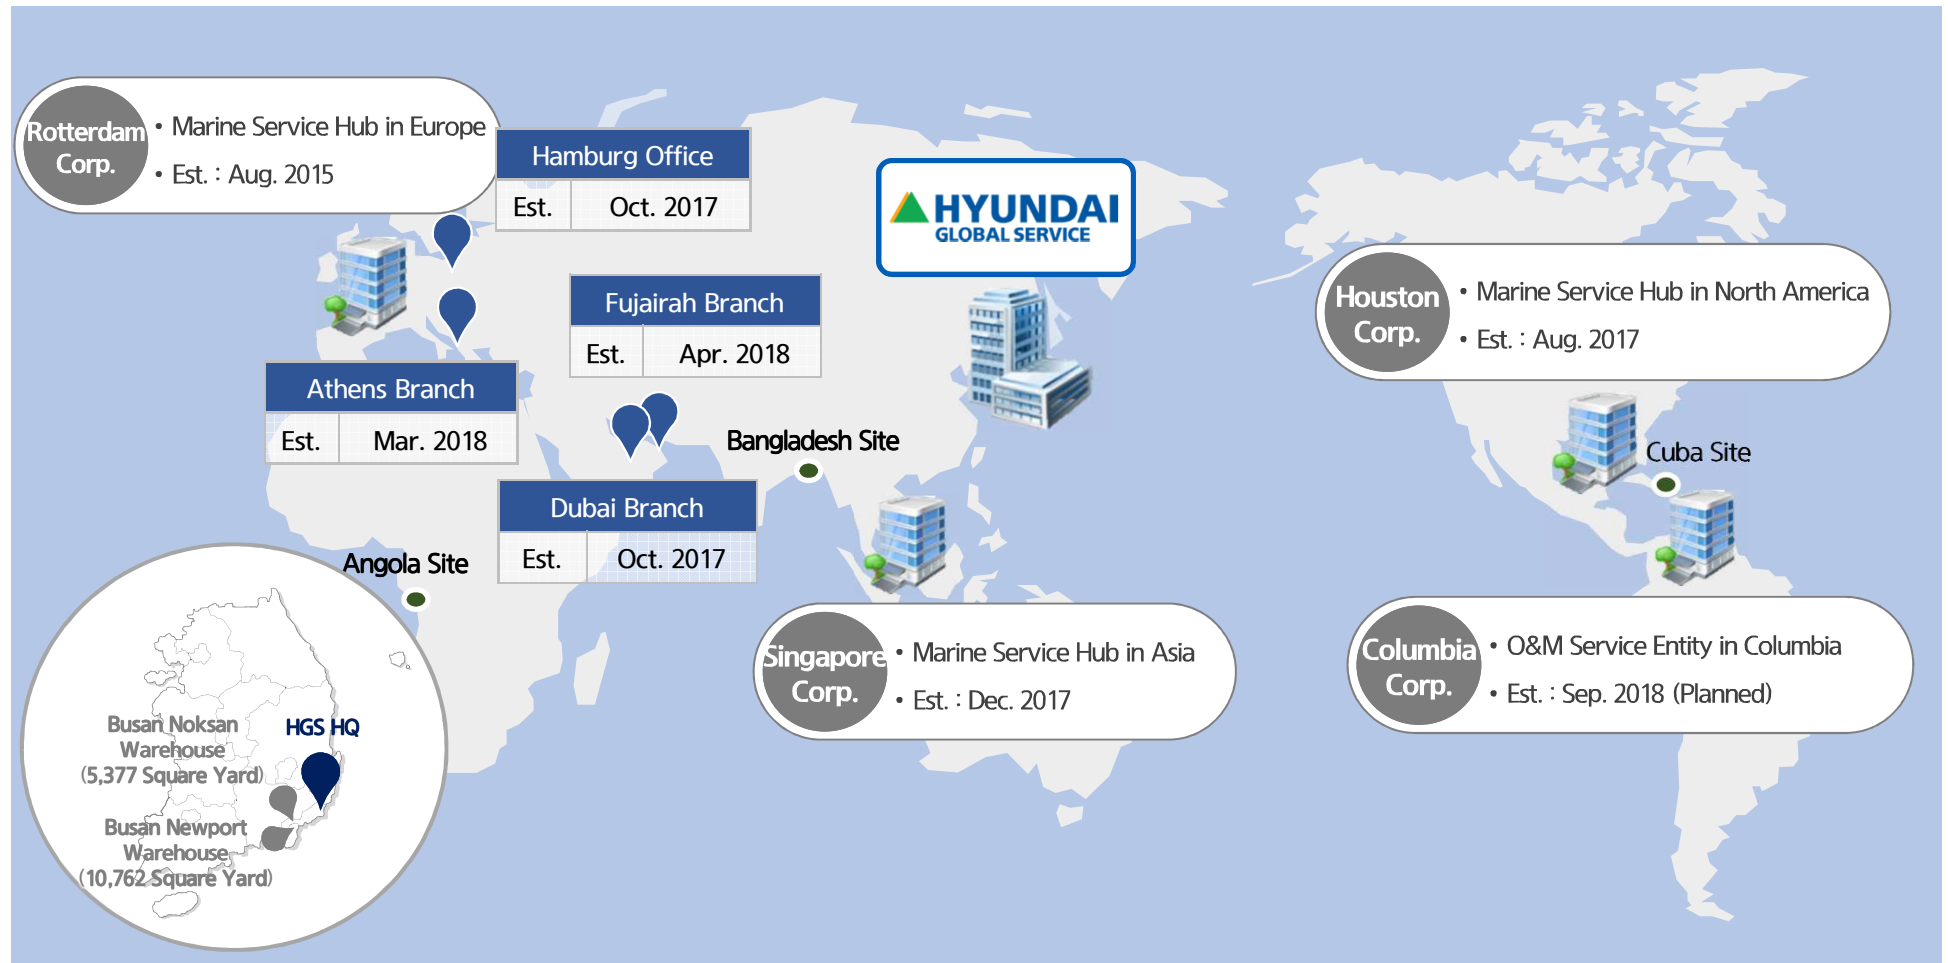 Rotterdam
Corp.
• Marine Service Hub in Europe
• Est. : Aug. 2015
Hamburg Office
Est. Oct. 2017
HYUNDAI
GLOBAL SERVICE
Fujairah Branch
Est. Apr. 2018
Houston
Corp.
• Marine Service Hub in North America
• Est. : Aug. 2017
Athens Branch
Est. Mar. 2018
Bangladesh Site
Cuba Site
Dubai Branch
Est. Oct. 2017
Angola Site
Singapore
Corp.
• Marine Service Hub in Asia
• Est. : Dec. 2017
Columbia
Corp.
• O&M Service Entity in Columbia
• Est. : Sep. 2018 (Planned)
HGS HQ
Busan Noksan
Warehouse
(5,377 Square Yard)
Busan Newport
Warehouse
(10,762 Square Yard)